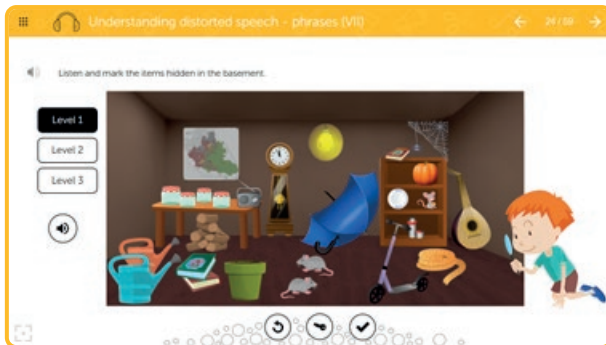 Understanding distorted speech - phrases (VII)
24 / 59
Listen and mark the items hidden in the basement.
Level 1
Level 2
Level 3